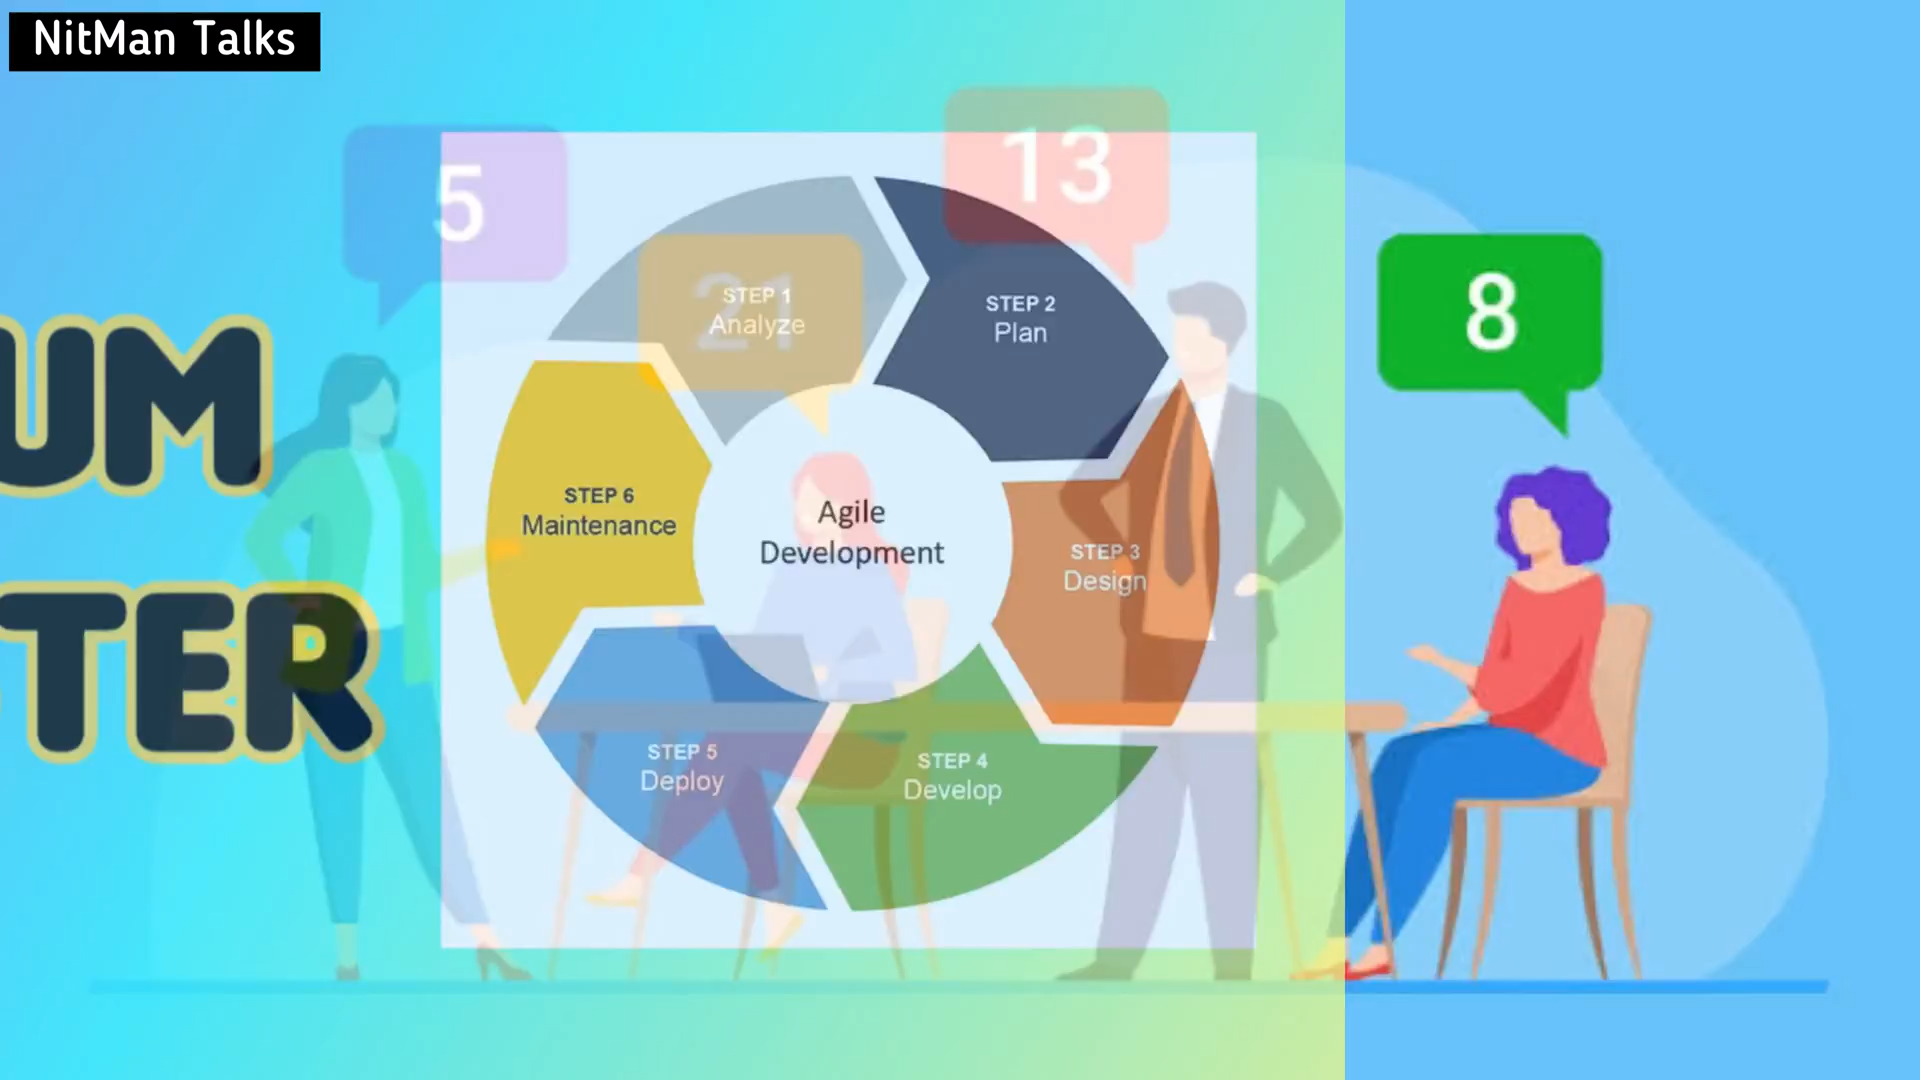 NitMan Talks
5
13
21
8
UM
TER
STEP 1
Analyze
STEP 2
Plan
STEP 3
Design
STEP 4
Develop
STEP 5
Deploy
STEP 6
Maintenance
Agile
Development